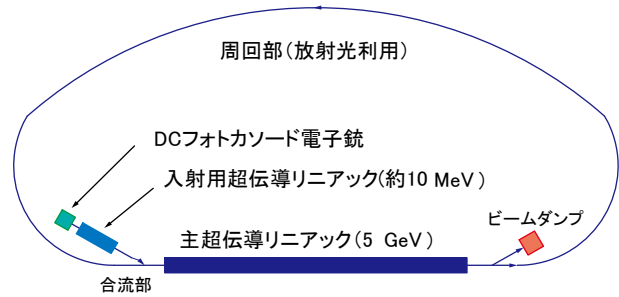 周回部(放射光利用)
DCフォトカソード電子銃
入射用超伝導リニアック(約10 MeV)
ビームダンプ
主超伝導リニアック(5 GeV)
合流部